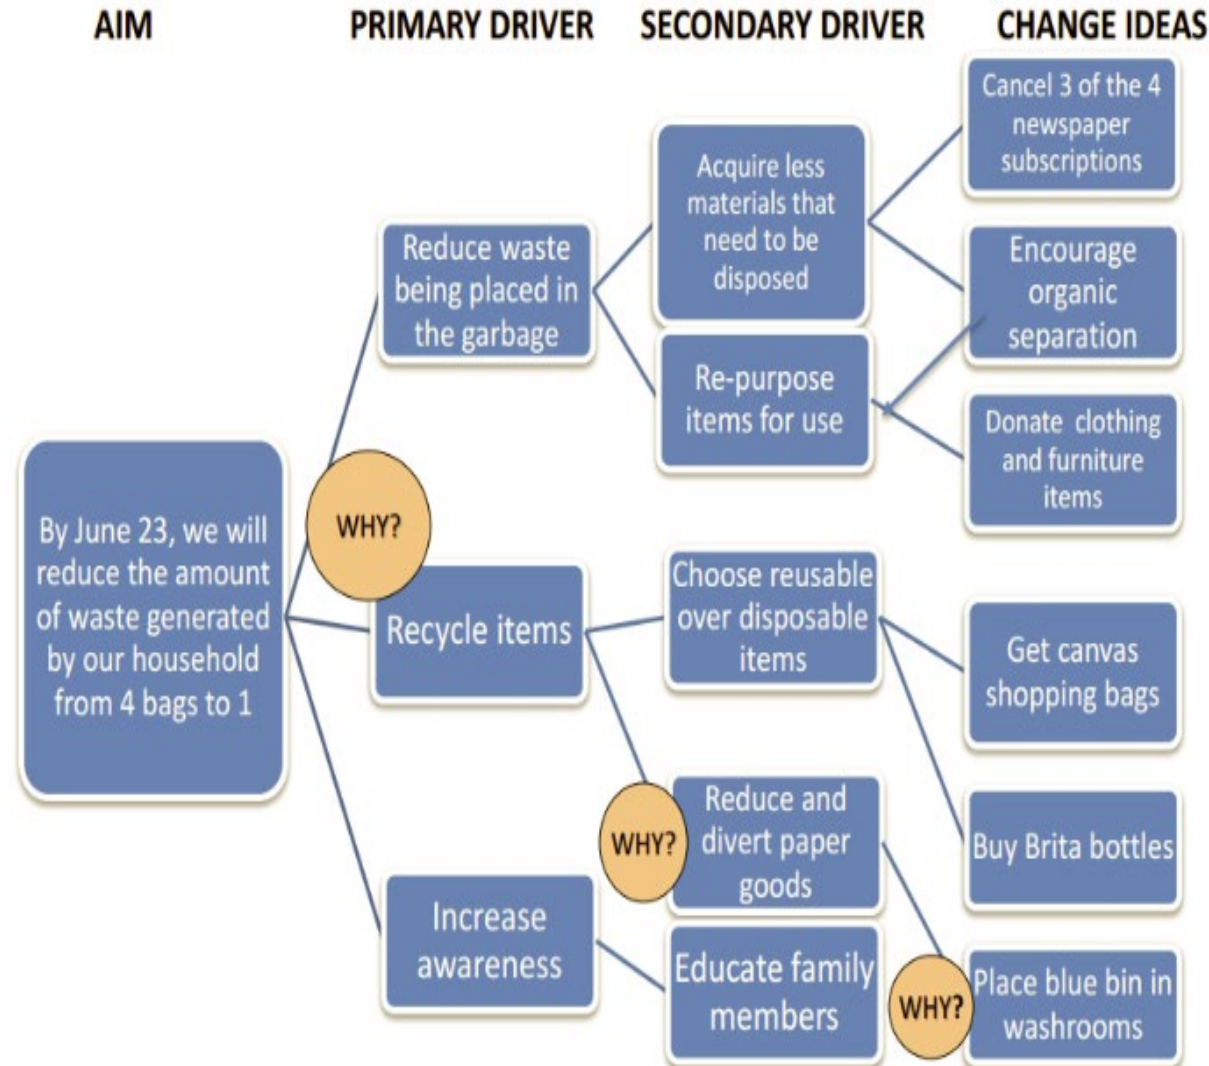 AIM
PRIMARY DRIVER
SECONDARY DRIVER
CHANGE IDEAS
By June 23, we will
reduce the amount
of waste generated
by our household
from 4 bags to 1
WHY?
Reduce waste
being placed in
the garbage
Recycle items
Increase
awareness
Acquire less
materials that
need to be
disposed
Re-purpose
items for use
Choose reusable
over disposable
items
WHY?
Reduce and
divert paper
goods
Educate family
members
Cancel 3 of the 4
newspaper
subscriptions
Encourage
organic
separation
Donate clothing
and furniture
items
Get canvas
shopping bags
Buy Brita bottles
WHY?
Place blue bin in
washrooms